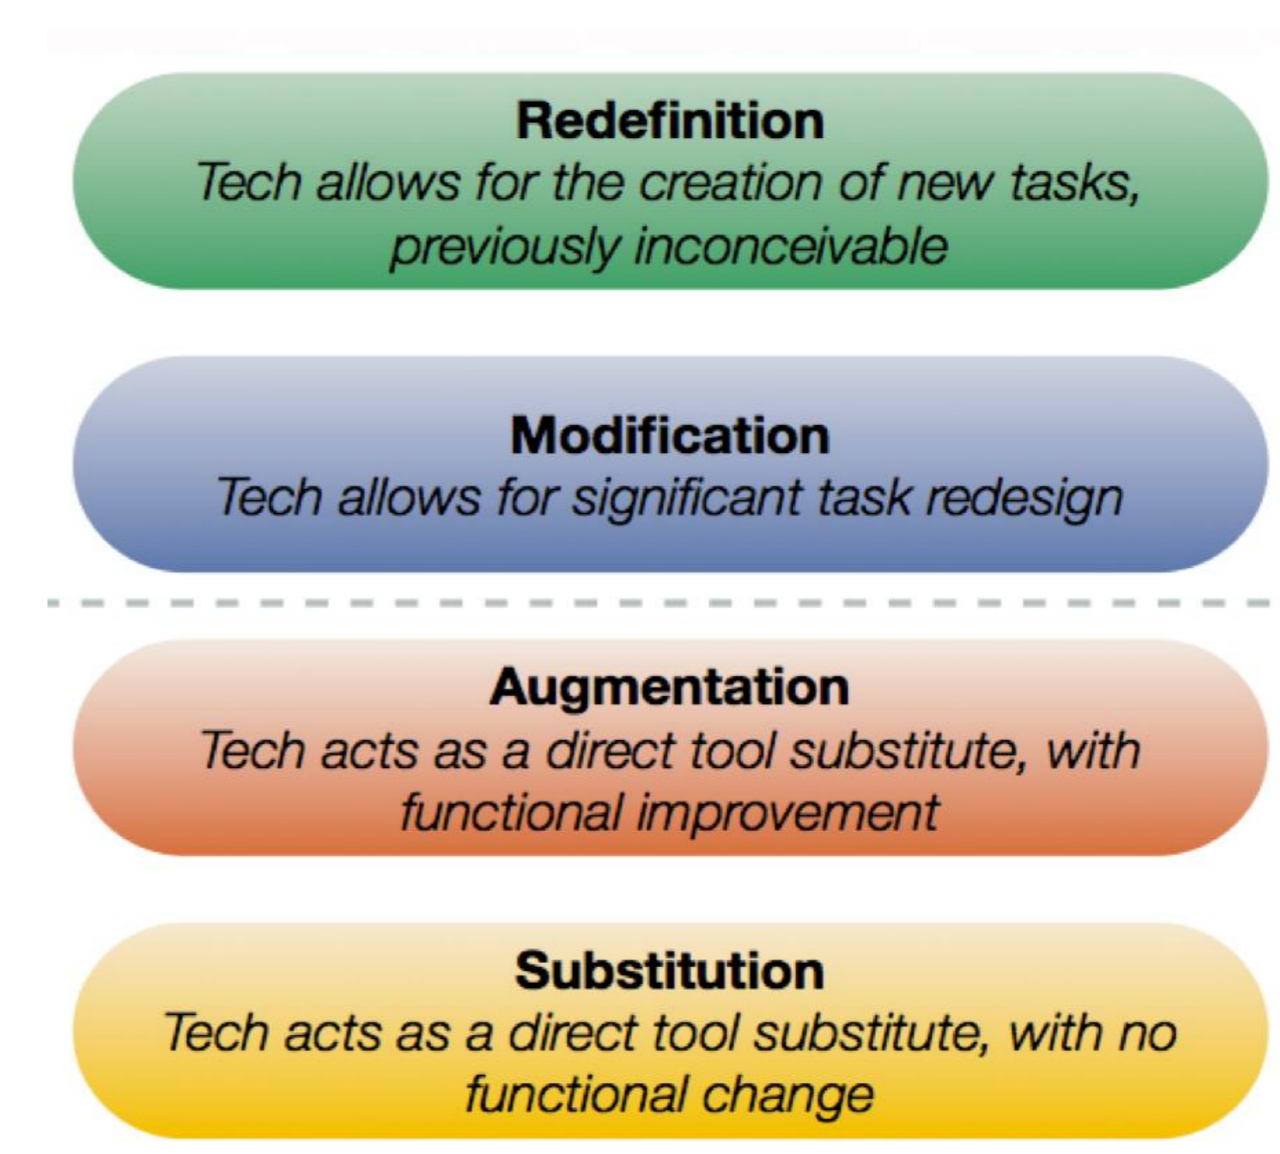 Redefinition
Tech allows for the creation of new tasks,
previously inconceivable
Modification
Tech allows for significant task redesign
Augmentation
Tech acts as a direct tool substitute, with
functional improvement
Substitution
Tech acts as a direct tool substitute, with no
functional change